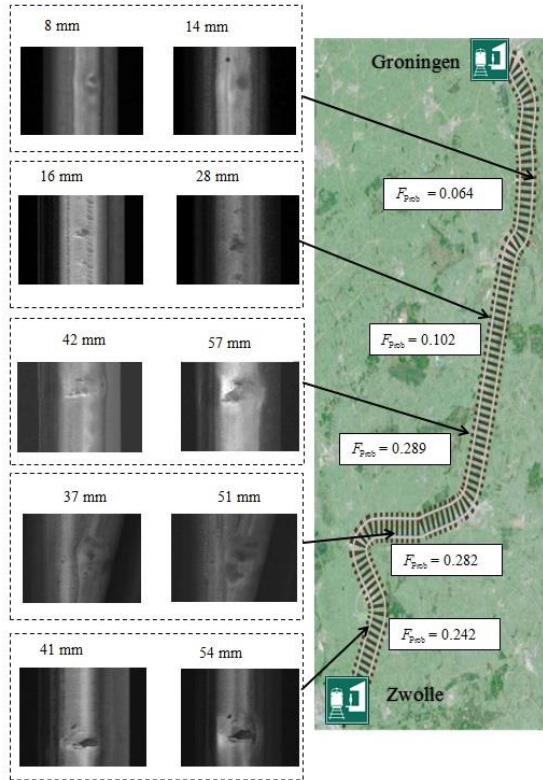 8 mm
14 mm
16 mm
28 mm
42 mm
57 mm
37 mm
51 mm
41 mm
54 mm
Groningen
F_Prob = 0.064
F_Prob = 0.102
F_Prob = 0.289
F_Prob = 0.282
F_Prob = 0.242
Zwolle